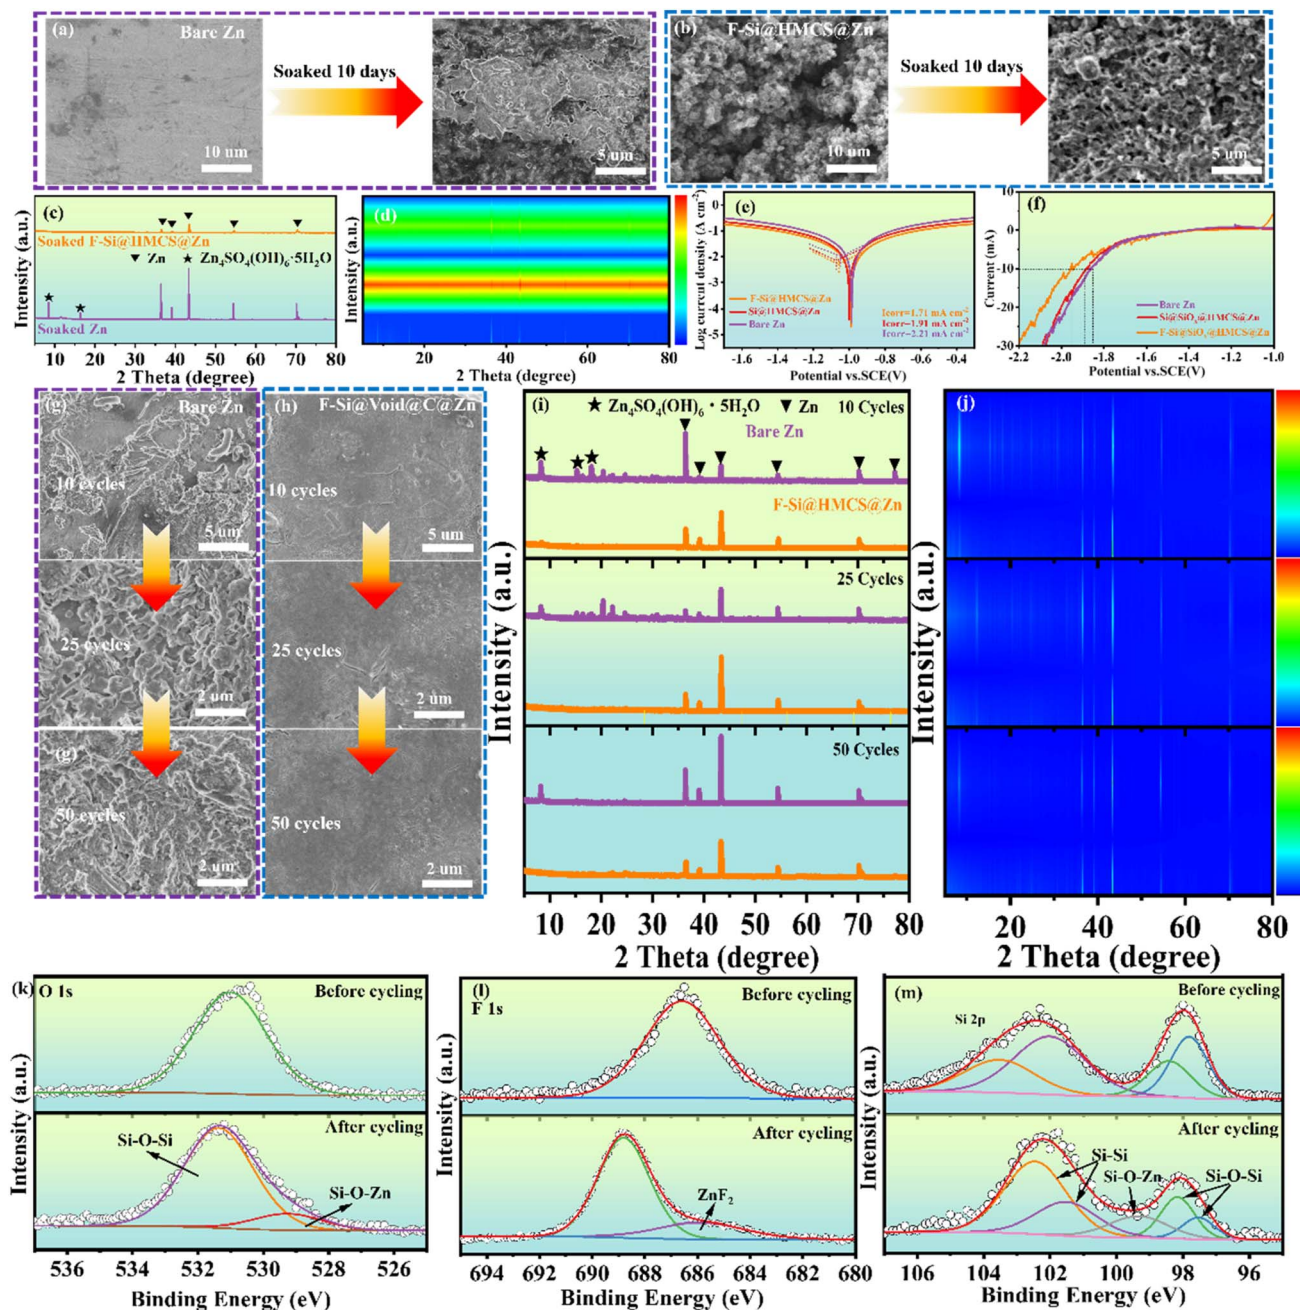 (a)
Bare Zn
Soaked 10 days
10 um
5 um
(b)
F-Si@HMCS@Zn
Soaked 10 days
10 um
5 um
(c)
Soaked F-Si@HMCS@Zn
Zn
Zn4SO4(OH)6·5H2O
Soaked Zn
Intensity (a.u.)
10 20 30 40 50 60 70 80
2 Theta (degree)
(d)
Intensity (a.u.)
20 40 60 80
2 Theta (degree)
(e)
Log current density (A cm-2)
0
-1
-2
-3
-4
-5
F-Si@HMCS@Zn
Si@HMCS@Zn
Bare Zn
Icorr=1.71 mA cm-2
Icorr=1.91 mA cm-2
Icorr=2.21 mA cm-2
-1.6 -1.4 -1.2 -1.0 -0.8 -0.6 -0.4
Potential vs.SCE(V)
(f)
Current (mA)
10
0
-10
-20
-30
Bare Zn
Si@SiOx@HMCS@Zn
F-Si@SiOx@HMCS@Zn
-2.2 -2.0 -1.8 -1.6 -1.4 -1.2 -1.0
Potential vs.SCE(V)
(g)
Bare Zn
10 cycles
5 um
25 cycles
2 um
(g)
50 cycles
2 um
(h)
F-Si@Void@C@Zn
10 cycles
5 um
25 cycles
2 um
50 cycles
2 um
(i)
Zn4SO4(OH)6 · 5H2O
Zn
10 Cycles
Bare Zn
F-Si@HMCS@Zn
25 Cycles
50 Cycles
Intensity (a.u.)
10 20 30 40 50 60 70 80
2 Theta (degree)
(j)
Intensity (a.u.)
20 40 60 80
2 Theta (degree)
(k)
O 1s
Before cycling
After cycling
Si-O-Si
Si-O-Zn
Intensity (a.u.)
536 534 532 530 528 526
Binding Energy (eV)
(l)
F 1s
Before cycling
After cycling
ZnF2
Intensity (a.u.)
694 692 690 688 686 684 682 680
Binding Energy (eV)
(m)
Si 2p
Before cycling
After cycling
Si-Si
Si-O-Zn
Si-O-Si
Intensity (a.u.)
106 104 102 100 98 96
Binding Energy (eV)